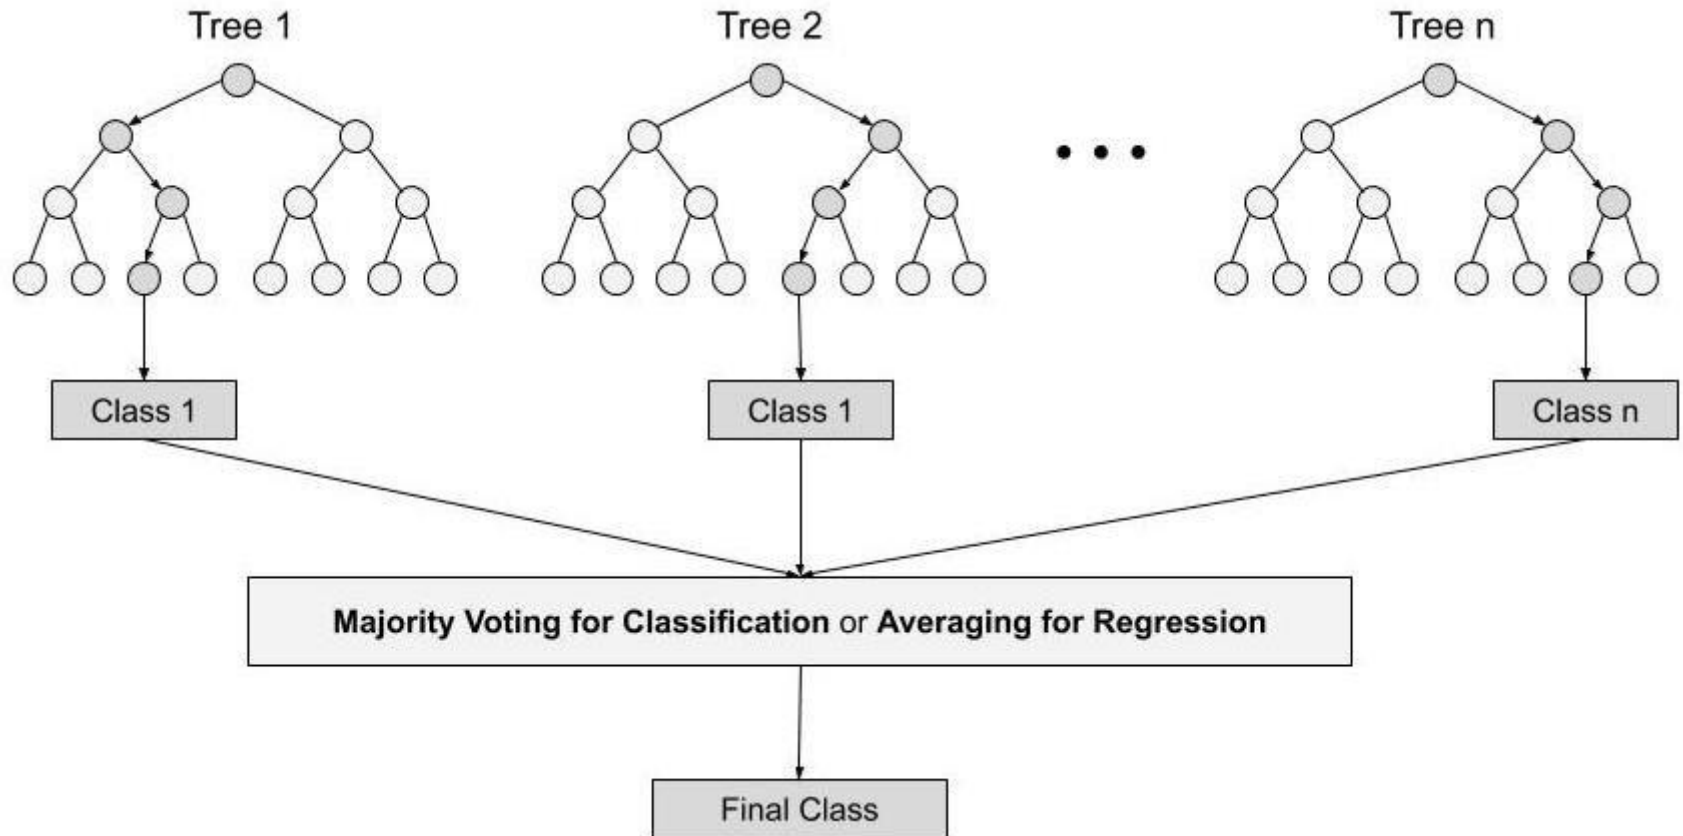 Tree 1
Tree 2
Tree n
Class 1
Class 1
Class n
Majority Voting for Classification or Averaging for Regression
Final Class